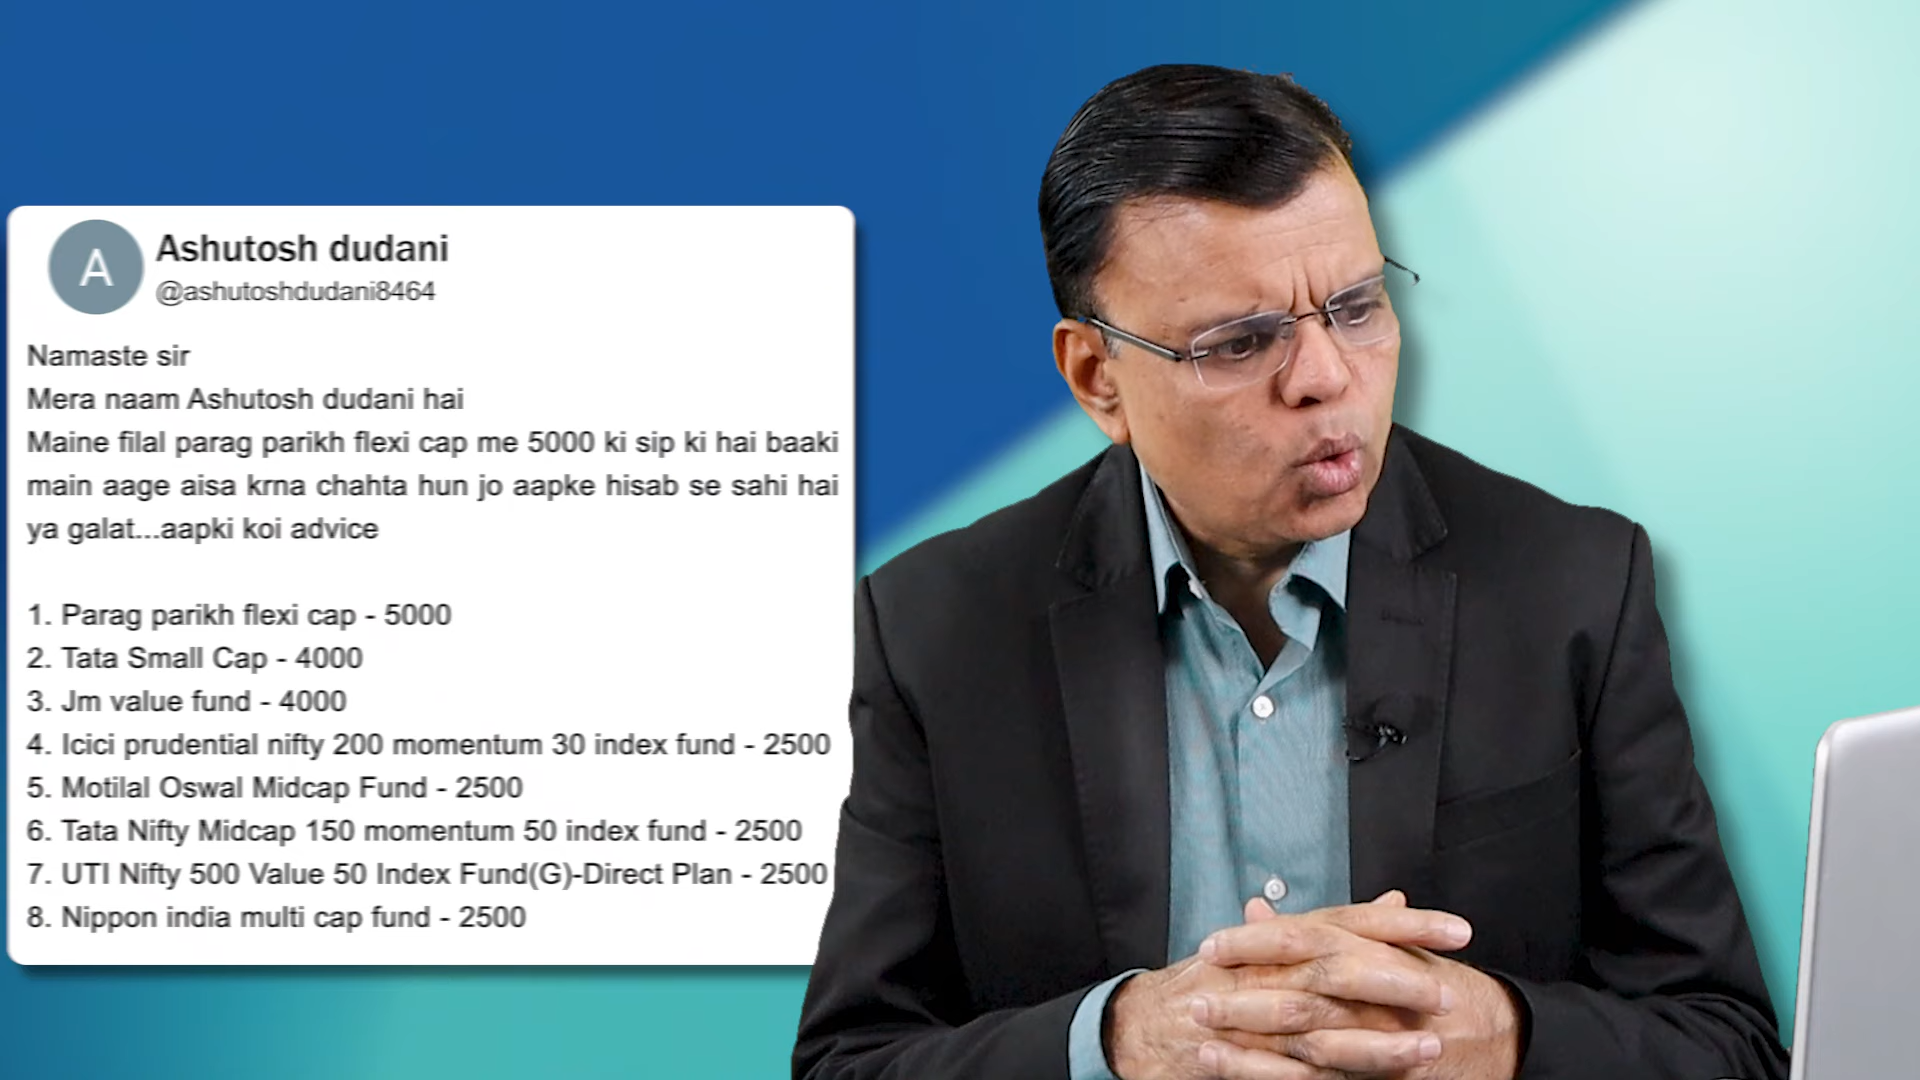 A
Ashutosh dudani
@ashutoshdudani8464
Namaste sir
Mera naam Ashutosh dudani hai
Maine filal parag parikh flexi cap me 5000 ki sip ki hai baaki
main aage aisa krna chahta hun jo aapke hisab se sahi hai
ya galat...aapki koi advice
1. Parag parikh flexi cap - 5000
2. Tata Small Cap - 4000
3. Jm value fund - 4000
4. Icici prudential nifty 200 momentum 30 index fund - 2500
5. Motilal Oswal Midcap Fund - 2500
6. Tata Nifty Midcap 150 momentum 50 index fund - 2500
7. UTI Nifty 500 Value 50 Index Fund(G)-Direct Plan - 2500
8. Nippon india multi cap fund - 2500